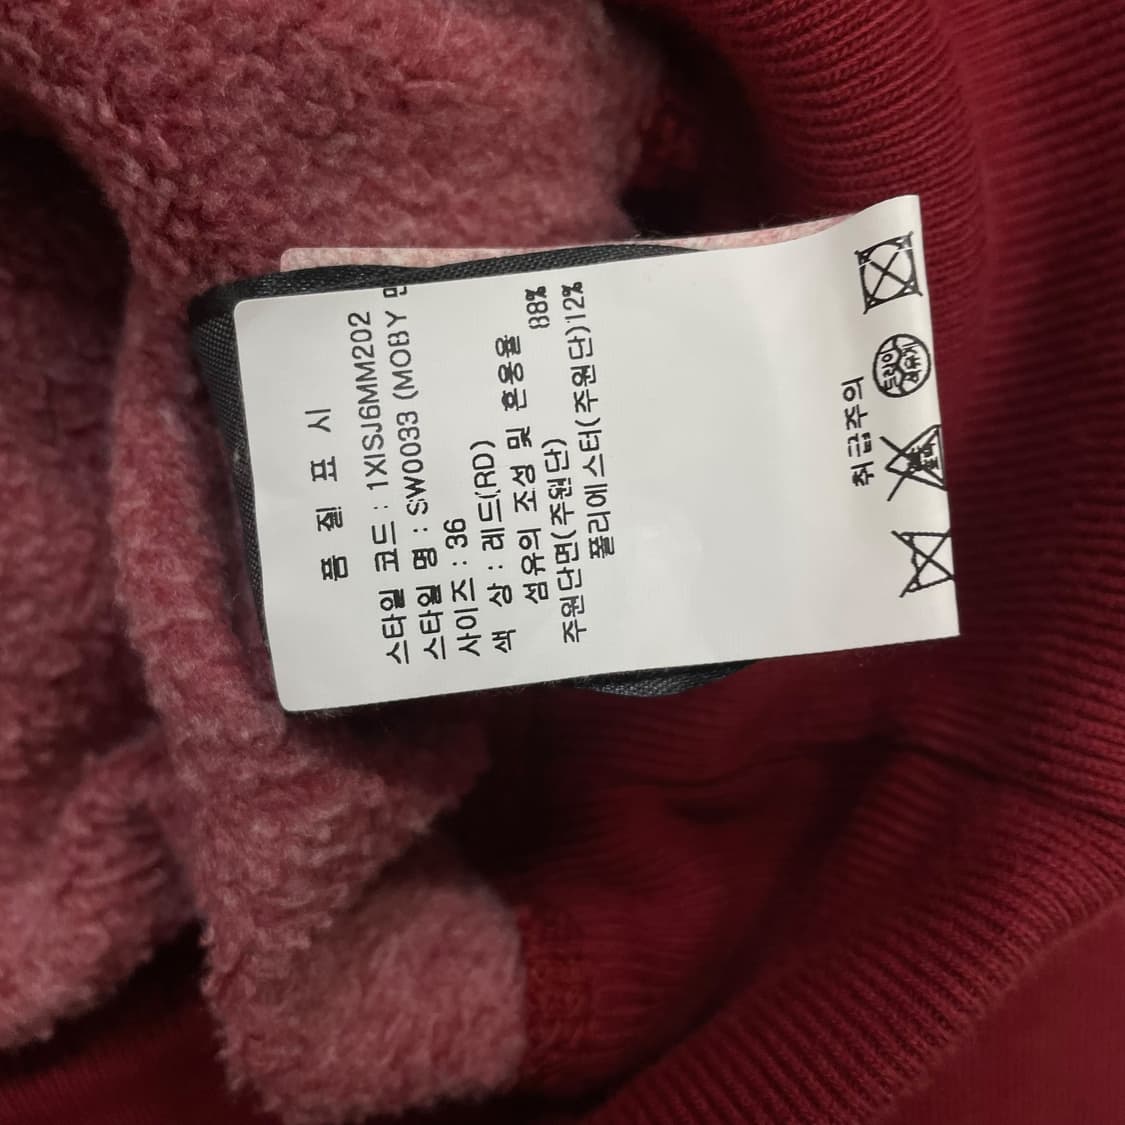 품 질 표 시
스타일 코드 : 1XISJ6MM202
스타일 명 : SW0033 (MOBY
사이즈 : 36
색 상 : 레드(RD)
섬유의 조성 및 혼용율
주원단면(주원단) 88%
폴리에스터(주원단)12%
취급주의
드라이